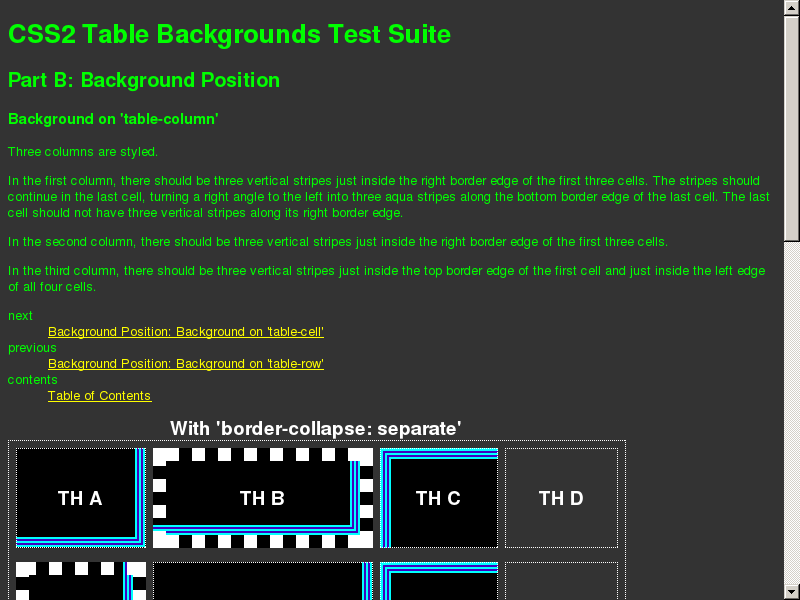 CSS2 Table Backgrounds Test Suite
Part B: Background Position
Background on 'table-column'
Three columns are styled.
In the first column, there should be three vertical stripes just inside the right border edge of the first three cells. The stripes should
continue in the last cell, turning a right angle to the left into three aqua stripes along the bottom border edge of the last cell. The last
cell should not have three vertical stripes along its right border edge.
In the second column, there should be three vertical stripes just inside the right border edge of the first three cells.
In the third column, there should be three vertical stripes just inside the top border edge of the first cell and just inside the left edge
of all four cells.
next
Background Position: Background on 'table-cell'
previous
Background Position: Background on 'table-row'
contents
Table of Contents
With 'border-collapse: separate'
TH A TH B TH C TH D